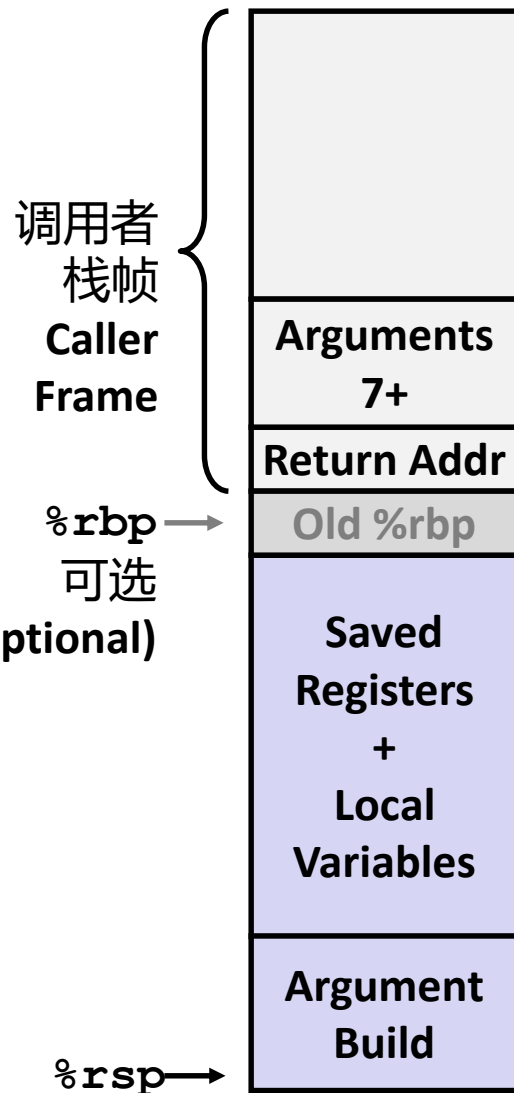 调用者
栈帧
Caller
Frame
Arguments
7+
Return Addr
%rbp
Old %rbp
可选
ptional)
Saved
Registers
+
Local
Variables
Argument
Build
%rsp